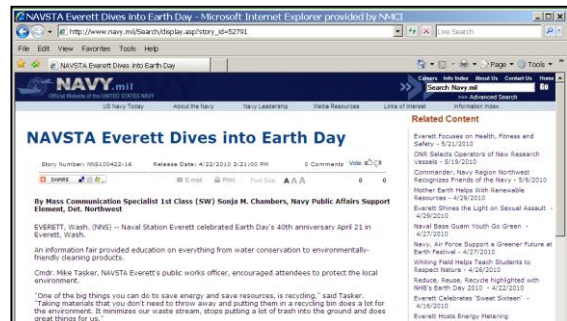 NAVSTA Everett Dives into Earth Day - Microsoft Internet Explorer provided by NMCI
http://www.navy.mil/Search/display.asp?story_id=52791
Live Search
File Edit View Favorites Tools Help
NAVSTA Everett Dives into Earth Day
Page Tools
NAVY.mil
Official Website of the UNITED STATES NAVY
Careers Info Index About Us Contact Us Home
Search Navy.mil Go
>>> Advanced Search
US Navy Today About the Navy Navy Leadership Media Resources Links of Interest Information Index
NAVSTA Everett Dives into Earth Day
Story Number: NNS100422-16 Release Date: 4/22/2010 3:21:00 PM 0 Comments Vote
SHARE E-mail Print Font Size: A A A 0 0
By Mass Communication Specialist 1st Class (SW) Sonja M. Chambers, Navy Public Affairs Support
Element, Det. Northwest
EVERETT, Wash. (NNS) -- Naval Station Everett celebrated Earth Day's 40th anniversary April 21 in
Everett, Wash.
An information fair provided education on everything from water conservation to environmentally-
friendly cleaning products.
Cmdr. Mike Tasker, NAVSTA Everett's public works officer, encouraged attendees to protect the local
environment.
"One of the big things you can do to save energy and save resources, is recycling," said Tasker.
"Taking materials that you don't need to throw away and putting them in a recycling bin does a lot for
the environment. It minimizes our waste stream, stops putting a lot of trash into the ground and does
great things for us."
Related Content
Everett Focuses on Health, Fitness and
Safety - 5/21/2010
ONR Selects Operators of New Research
Vessels - 5/19/2010
Commander, Navy Region Northwest
Recognizes Friends of the Navy - 5/6/2010
Mother Earth Helps With Renewable
Resources - 4/29/2010
Everett Shines the Light on Sexual Assault -
4/29/2010
Naval Base Guam Youth Go Green -
4/27/2010
Navy, Air Force Support a Greener Future at
Earth Festival - 4/27/2010
Whiting Field Helps Teach Students to
Respect Nature - 4/26/2010
Reduce, Reuse, Recycle highlighted with
NHB's Earth Day 2010 - 4/22/2010
Everett Celebrates 'Sweet Sixteen' -
4/16/2010
Everett Hosts Energy Metering